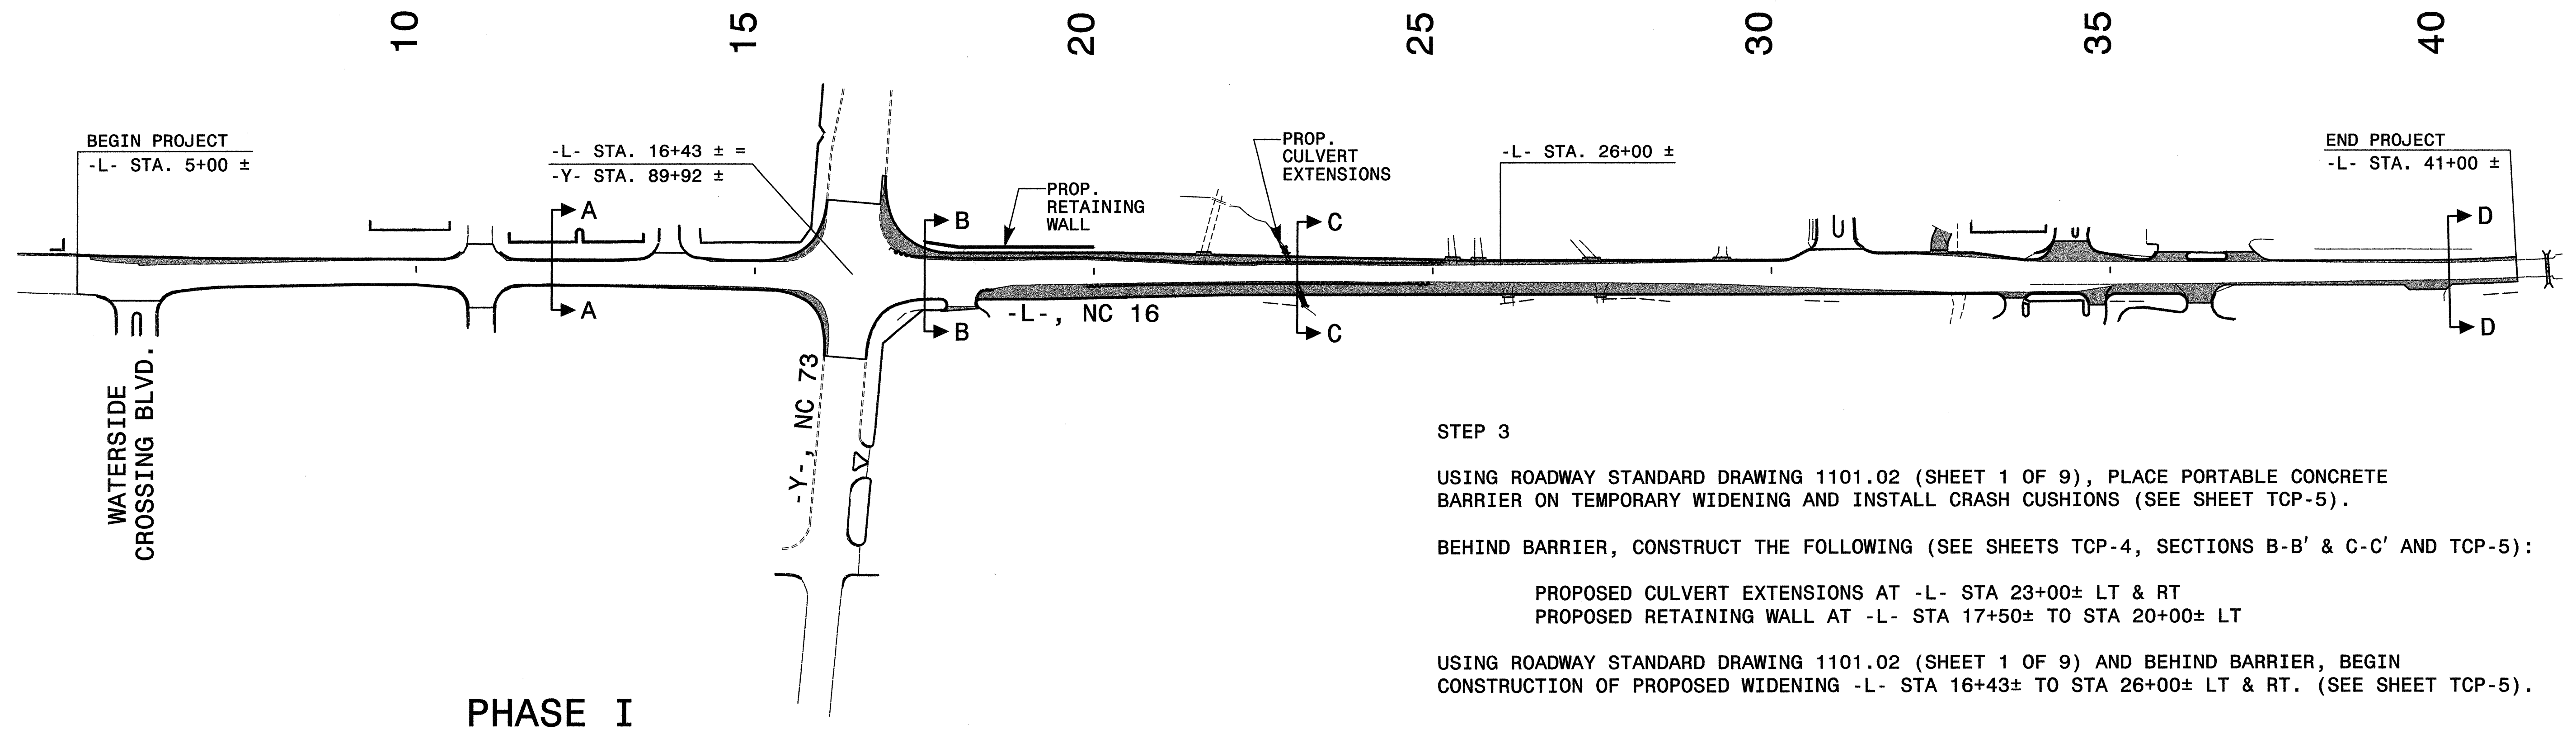 10
15
20
25
30
35
40
BEGIN PROJECT
-L- STA. 5+00 ±
-L- STA. 16+43 ± =
-Y- STA. 89+92 ±
PROP.
RETAINING
WALL
PROP.
CULVERT
EXTENSIONS
-L- STA. 26+00 ±
END PROJECT
-L- STA. 41+00 ±
A
A
B
B
C
C
D
D
-L-, NC 16
WATERSIDE
CROSSING BLVD.
-Y-, NC 73
STEP 3
USING ROADWAY STANDARD DRAWING 1101.02 (SHEET 1 OF 9), PLACE PORTABLE CONCRETE
BARRIER ON TEMPORARY WIDENING AND INSTALL CRASH CUSHIONS (SEE SHEET TCP-5).
BEHIND BARRIER, CONSTRUCT THE FOLLOWING (SEE SHEETS TCP-4, SECTIONS B-B' & C-C' AND TCP-5):
PROPOSED CULVERT EXTENSIONS AT -L- STA 23+00± LT & RT
PROPOSED RETAINING WALL AT -L- STA 17+50± TO STA 20+00± LT
USING ROADWAY STANDARD DRAWING 1101.02 (SHEET 1 OF 9) AND BEHIND BARRIER, BEGIN
CONSTRUCTION OF PROPOSED WIDENING -L- STA 16+43± TO STA 26+00± LT & RT. (SEE SHEET TCP-5).
PHASE I